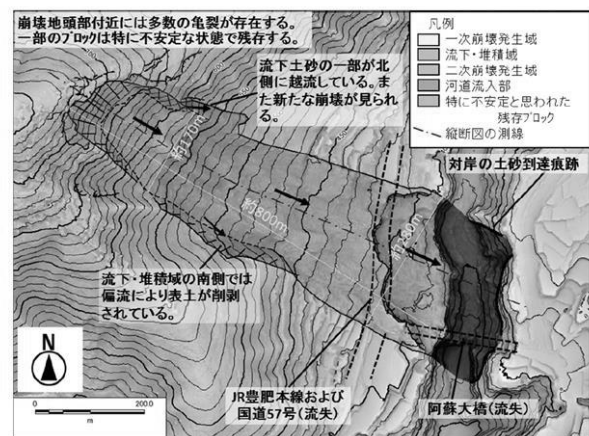 崩壊地頭部付近には多数の亀裂が存在する。
一部のブロックは特に不安定な状態で残存する。
流下土砂の一部が北
側に越流している。ま
た新たな崩壊が見ら
れる。
凡例
一次崩壊発生域
流下・堆積域
二次崩壊発生域
河道流入部
特に不安定と思われた
残存ブロック
縦断図の測線
対岸の土砂到達痕跡
約170m
約800m
約280m
流下・堆積域の南側では
偏流により表土が削剥
されている。
N
JR豊肥本線および
国道57号(流失)
阿蘇大橋(流失)
0
200.0
m